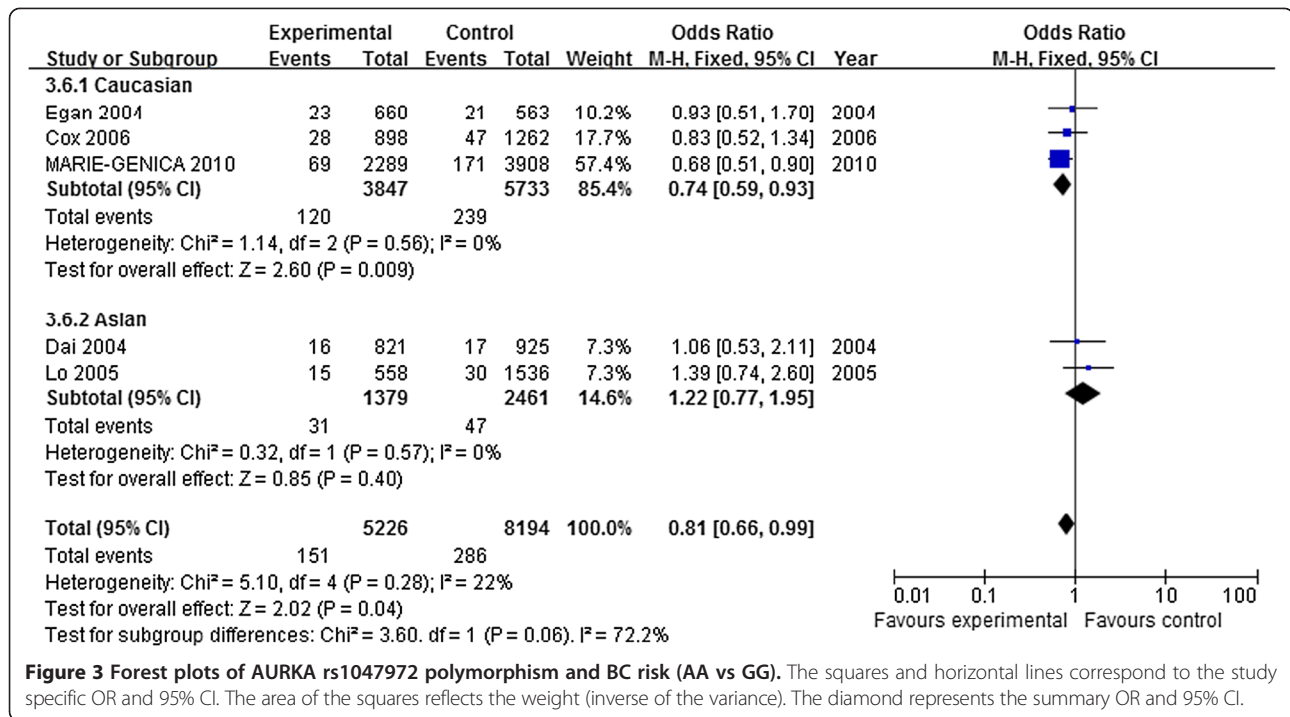 Experimental Control Odds Ratio Odds Ratio
Study or Subgroup Events Total Events Total Weight M-H, Fixed, 95% CI Year M-H, Fixed, 95% CI
3.6.1 Caucasian
Egan 2004 23 660 21 563 10.2% 0.93 [0.51, 1.70] 2004
Cox 2006 28 898 47 1262 17.7% 0.83 [0.52, 1.34] 2006
MARIE-GENICA 2010 69 2289 171 3908 57.4% 0.68 [0.51, 0.90] 2010
Subtotal (95% CI) 3847 5733 85.4% 0.74 [0.59, 0.93]
Total events 120 239
Heterogeneity: Chi² = 1.14, df = 2 (P = 0.56); I² = 0%
Test for overall effect: Z = 2.60 (P = 0.009)
3.6.2 Asian
Dai 2004 16 821 17 925 7.3% 1.06 [0.53, 2.11] 2004
Lo 2005 15 558 30 1536 7.3% 1.39 [0.74, 2.60] 2005
Subtotal (95% CI) 1379 2461 14.6% 1.22 [0.77, 1.95]
Total events 31 47
Heterogeneity: Chi² = 0.32, df = 1 (P = 0.57); I² = 0%
Test for overall effect: Z = 0.85 (P = 0.40)
Total (95% CI) 5226 8194 100.0% 0.81 [0.66, 0.99]
Total events 151 286
Heterogeneity: Chi² = 5.10, df = 4 (P = 0.28); I² = 22%
Test for overall effect: Z = 2.02 (P = 0.04)
Test for subgroup differences: Chi² = 3.60. df = 1 (P = 0.06). I² = 72.2%
0.01 0.1 1 10 100
Favours experimental Favours control
Figure 3 Forest plots of AURKA rs1047972 polymorphism and BC risk (AA vs GG). The squares and horizontal lines correspond to the study
specific OR and 95% CI. The area of the squares reflects the weight (inverse of the variance). The diamond represents the summary OR and 95% CI.